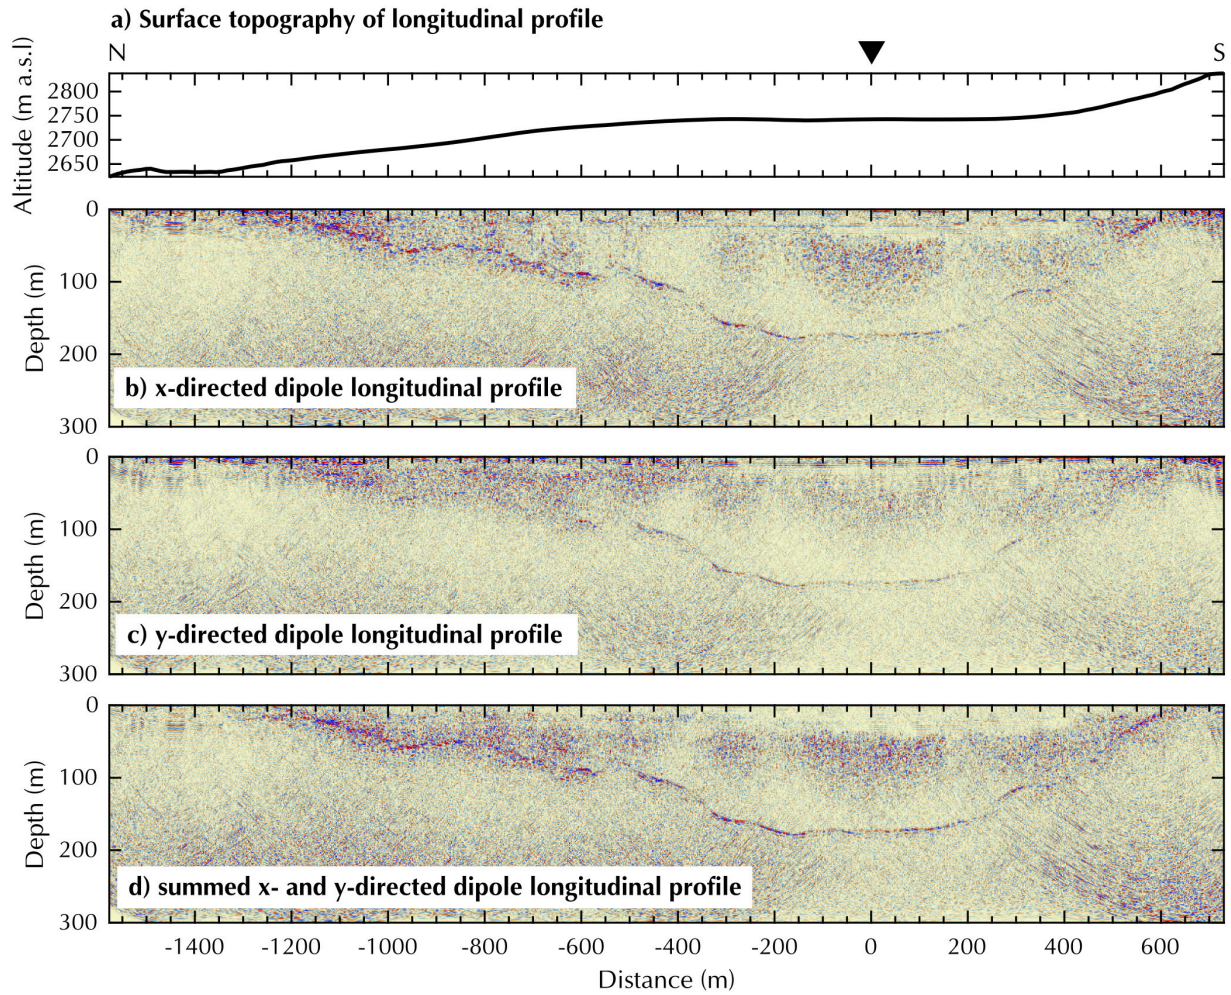 a) Surface topography of longitudinal profile
N
S
Altitude (m a.s.l)
2800
2750
2700
2650
0
100
200
300
Depth (m)
b) x-directed dipole longitudinal profile
0
100
200
300
Depth (m)
c) y-directed dipole longitudinal profile
0
100
200
300
Depth (m)
d) summed x- and y-directed dipole longitudinal profile
-1400 -1200 -1000 -800 -600 -400 -200 0 200 400 600
Distance (m)